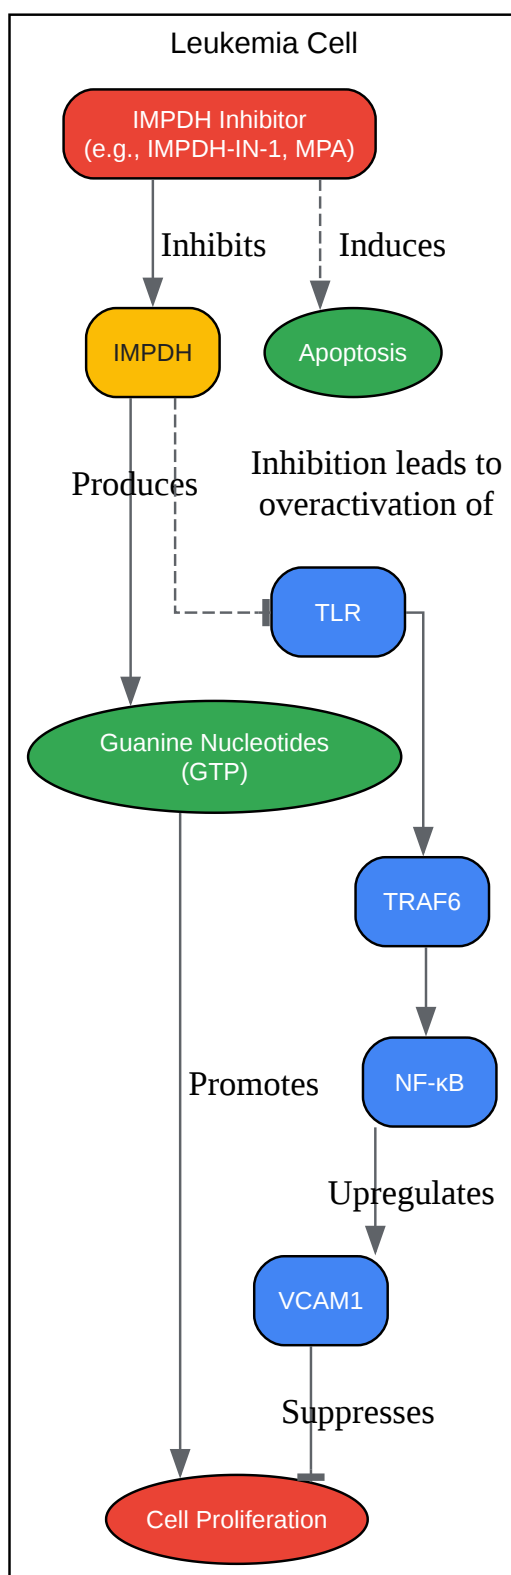 Leukemia Cell
IMPDH Inhibitor
(e.g., IMPDH-IN-1, MPA)
Inhibits
Induces
IMPDH
Apoptosis
Produces
Inhibition leads to
overactivation of
TLR
Guanine Nucleotides
(GTP)
TRAF6
NF-κB
Promotes
Upregulates
VCAM1
Suppresses
Cell Proliferation